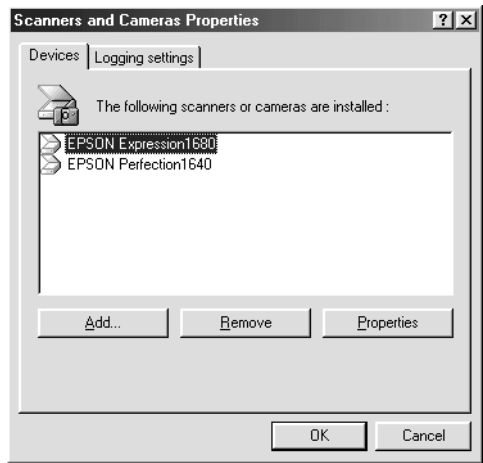 Scanners and Cameras Properties
Devices Logging settings
The following scanners or cameras are installed :
EPSON Expression1680
EPSON Perfection1640
Add... Remove Properties
OK Cancel